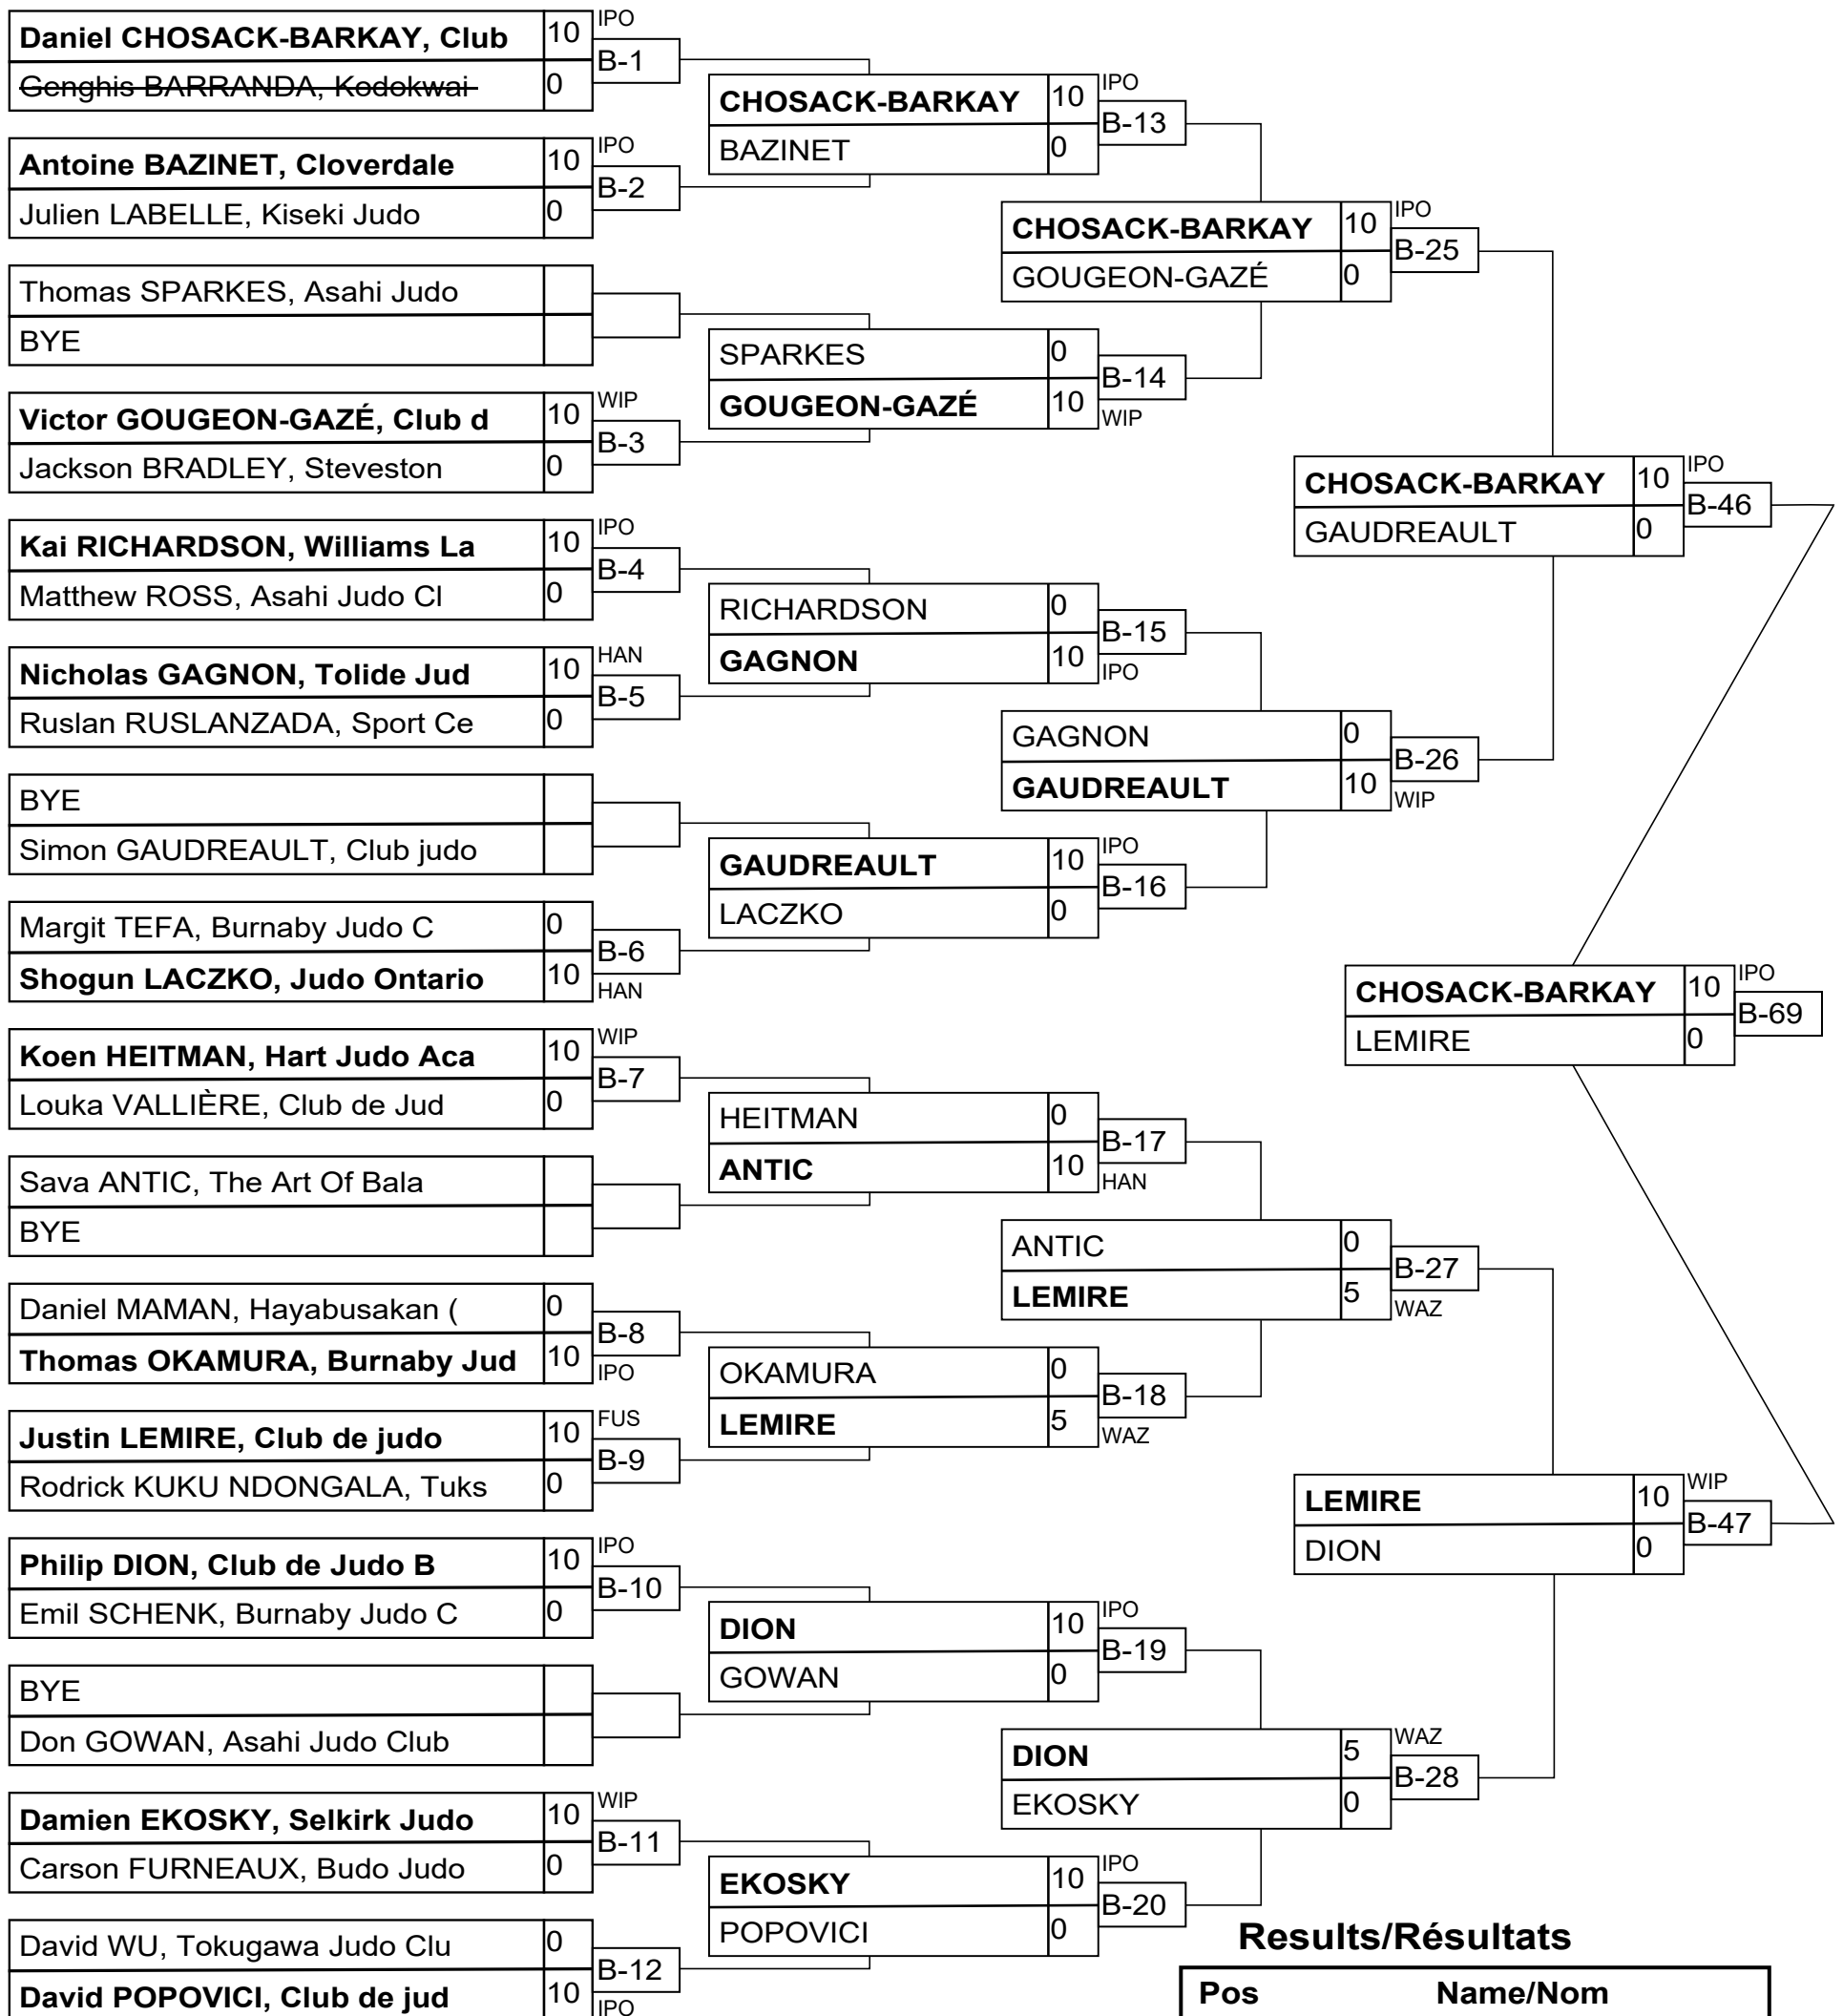 Daniel CHOSACK-BARKAY, Club 10 IPO
B-1
Genghis BARRANDA, Kodokwai 0
Antoine BAZINET, Cloverdale 10 IPO
B-2
Julien LABELLE, Kiseki Judo 0
Thomas SPARKES, Asahi Judo
BYE
Victor GOUGEON-GAZÉ, Club d 10 WIP
B-3
Jackson BRADLEY, Steveston 0
Kai RICHARDSON, Williams La 10 IPO
B-4
Matthew ROSS, Asahi Judo Cl 0
Nicholas GAGNON, Tolide Jud 10 HAN
B-5
Ruslan RUSLANZADA, Sport Ce 0
BYE
Simon GAUDREAULT, Club judo
Margit TEFA, Burnaby Judo C 0
B-6
Shogun LACZKO, Judo Ontario 10 HAN
Koen HEITMAN, Hart Judo Aca 10 WIP
B-7
Louka VALLIÈRE, Club de Jud 0
Sava ANTIC, The Art Of Bala
BYE
Daniel MAMAN, Hayabusakan ( 0
B-8
Thomas OKAMURA, Burnaby Jud 10 IPO
Justin LEMIRE, Club de judo 10 FUS
B-9
Rodrick KUKU NDONGALA, Tuks 0
Philip DION, Club de Judo B 10 IPO
B-10
Emil SCHENK, Burnaby Judo C 0
BYE
Don GOWAN, Asahi Judo Club
Damien EKOSKY, Selkirk Judo 10 WIP
B-11
Carson FURNEAUX, Budo Judo 0
David WU, Tokugawa Judo Clu 0
B-12
David POPOVICI, Club de jud 10 IPO
CHOSACK-BARKAY 10 IPO
B-13
BAZINET 0
SPARKES 0
B-14
GOUGEON-GAZÉ 10 WIP
RICHARDSON 0
B-15
GAGNON 10 IPO
GAUDREAULT 10 IPO
B-16
LACZKO 0
HEITMAN 0
B-17
ANTIC 10 HAN
OKAMURA 0
B-18
LEMIRE 5 WAZ
DION 10 IPO
B-19
GOWAN 0
EKOSKY 10 IPO
B-20
POPOVICI 0
CHOSACK-BARKAY 10 IPO
B-25
GOUGEON-GAZÉ 0
GAGNON 0
B-26
GAUDREAULT 10 WIP
ANTIC 0
B-27
LEMIRE 5 WAZ
DION 5 WAZ
B-28
EKOSKY 0
CHOSACK-BARKAY 10 IPO
B-46
GAUDREAULT 0
LEMIRE 10 WIP
B-47
DION 0
CHOSACK-BARKAY 10 IPO
B-69
LEMIRE 0
Results/Résultats
Pos Name/Nom